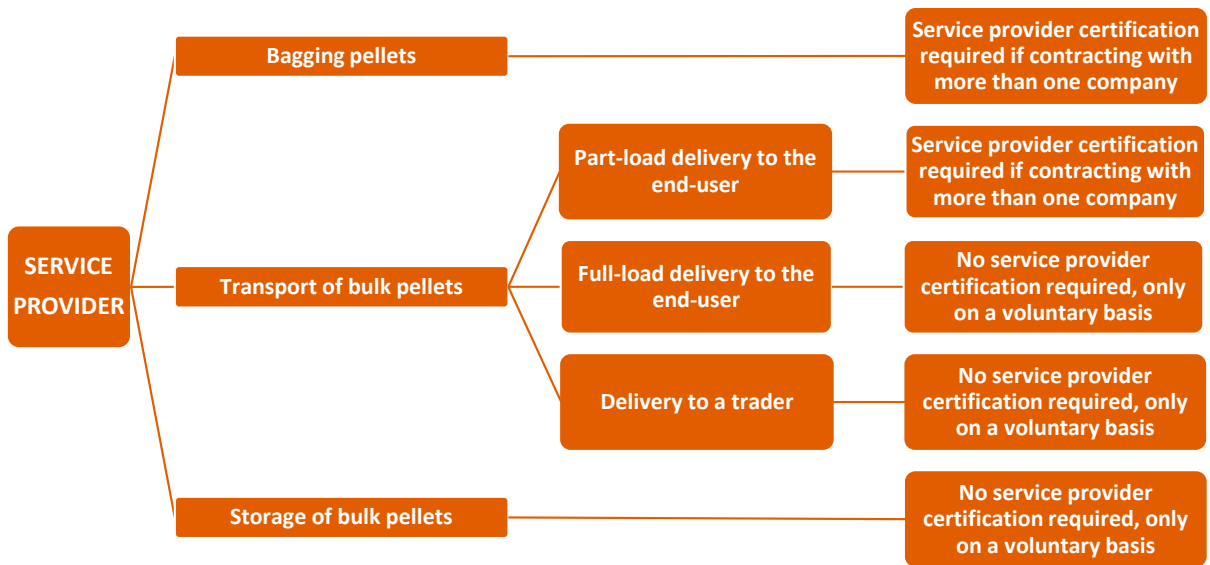 SERVICE
PROVIDER
Bagging pellets
Service provider certification
required if contracting with
more than one company
Transport of bulk pellets
Part-load delivery to the
end-user
Service provider certification
required if contracting with
more than one company
Full-load delivery to the
end-user
No service provider
certification required, only
on a voluntary basis
Delivery to a trader
No service provider
certification required, only
on a voluntary basis
Storage of bulk pellets
No service provider
certification required, only
on a voluntary basis